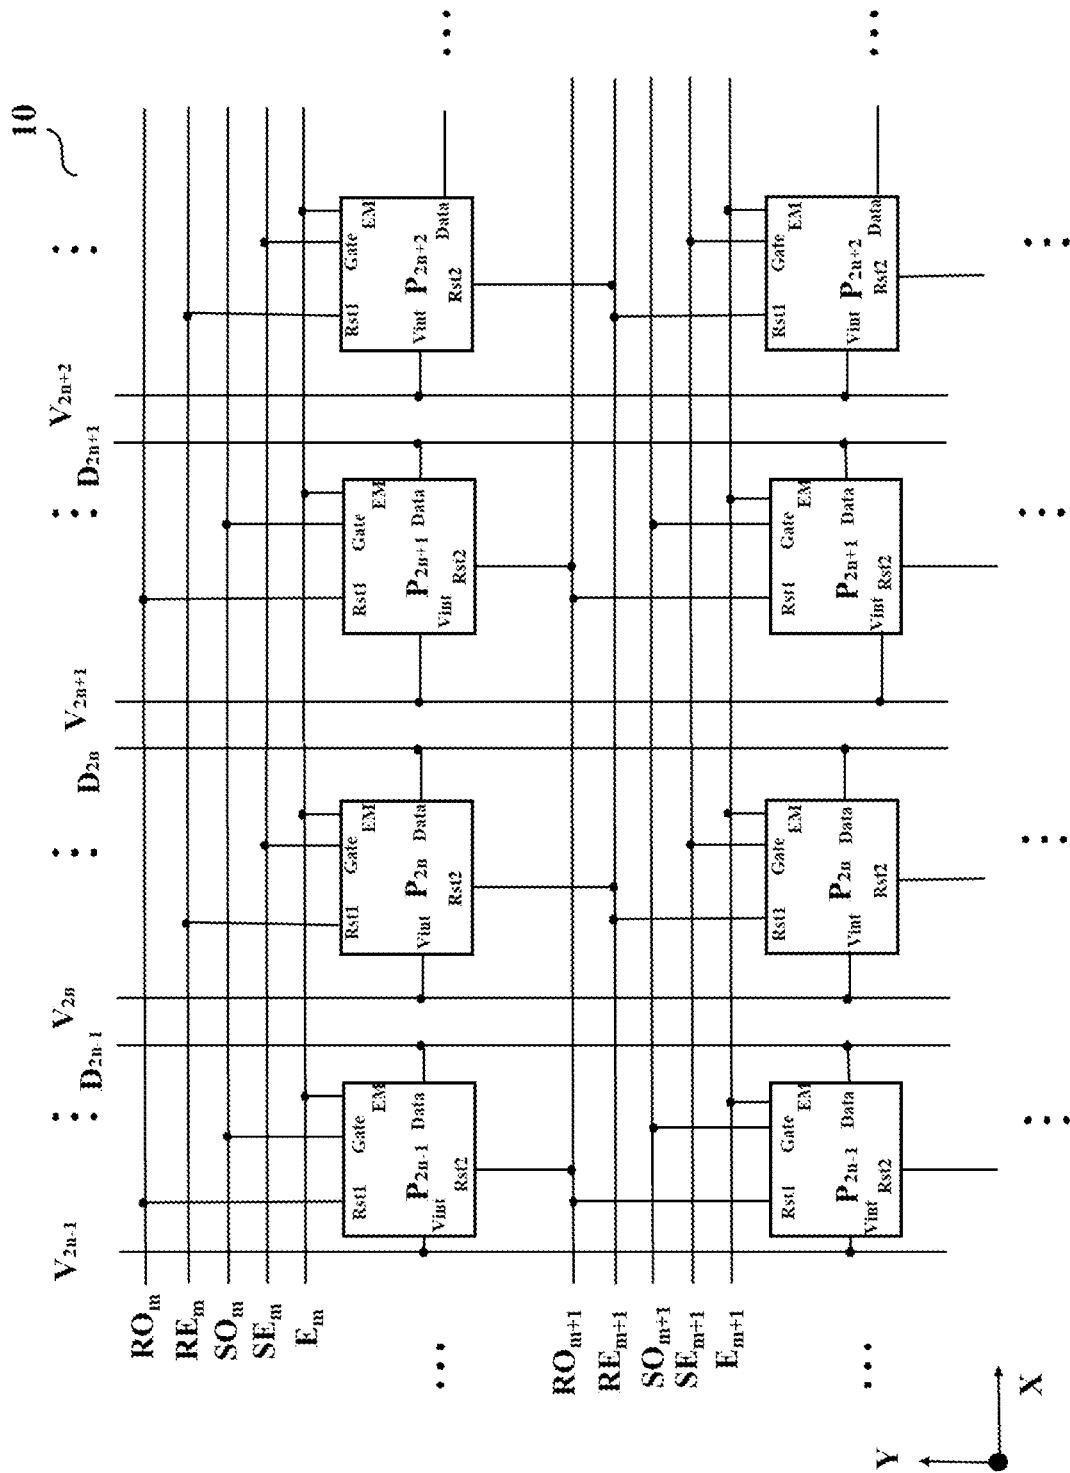 10
V2n-1 D2n-1 V2n D2n V2n+1 D2n+1 V2n+2
ROm
REm
SOm
SEm
Em
Rst1 Gate EM
P2n-1
Vint Data
Rst2
Rst1 Gate EM
P2n
Vint Data
Rst2
Rst1 Gate EM
P2n+1
Vint Data
Rst2
Rst1 Gate EM
P2n+2
Vint Data
Rst2
ROm+1
REm+1
SOm+1
SEm+1
Em+1
Rst1 Gate EM
P2n-1
Vint Data
Rst2
Rst1 Gate EM
P2n
Vint Data
Rst2
Rst1 Gate EM
P2n+1
Vint Data
Rst2
Rst1 Gate EM
P2n+2
Vint Data
Rst2
Y
X